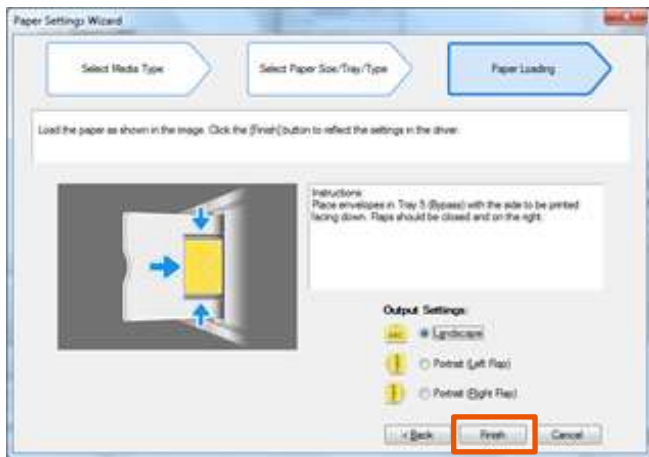 Paper Settings Wizard
Select Media Type
Select Paper Size/Tray/Type
Paper Loading
Load the paper as shown in the image. Click the [Finish] button to reflect the settings in the driver.
Instructions:
Place envelopes in Tray 5 (Bypass) with the side to be printed
facing down. Flaps should be closed and on the right.
Output Settings:
ABC
Landscape
Portrait (Left Flap)
Portrait (Right Flap)
< Back
Finish
Cancel